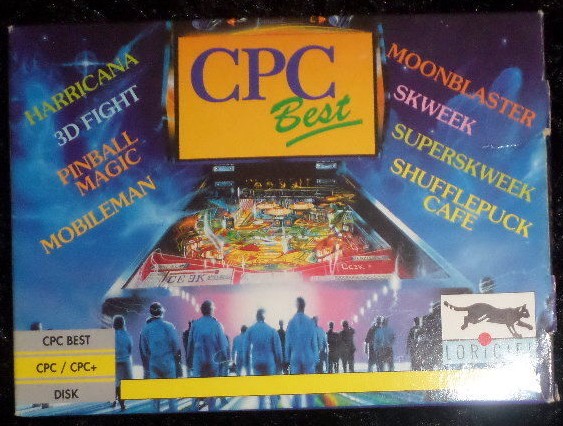 CPC
Best
HARRICANA
3D FIGHT
PINBALL
MAGIC
MOBILEMAN
MOONBLASTER
SKWEEK
SUPERSKWEEK
SHUFFLEPUCK
CAFE
CPC BEST
CPC / CPC+
DISK
LORICIEL